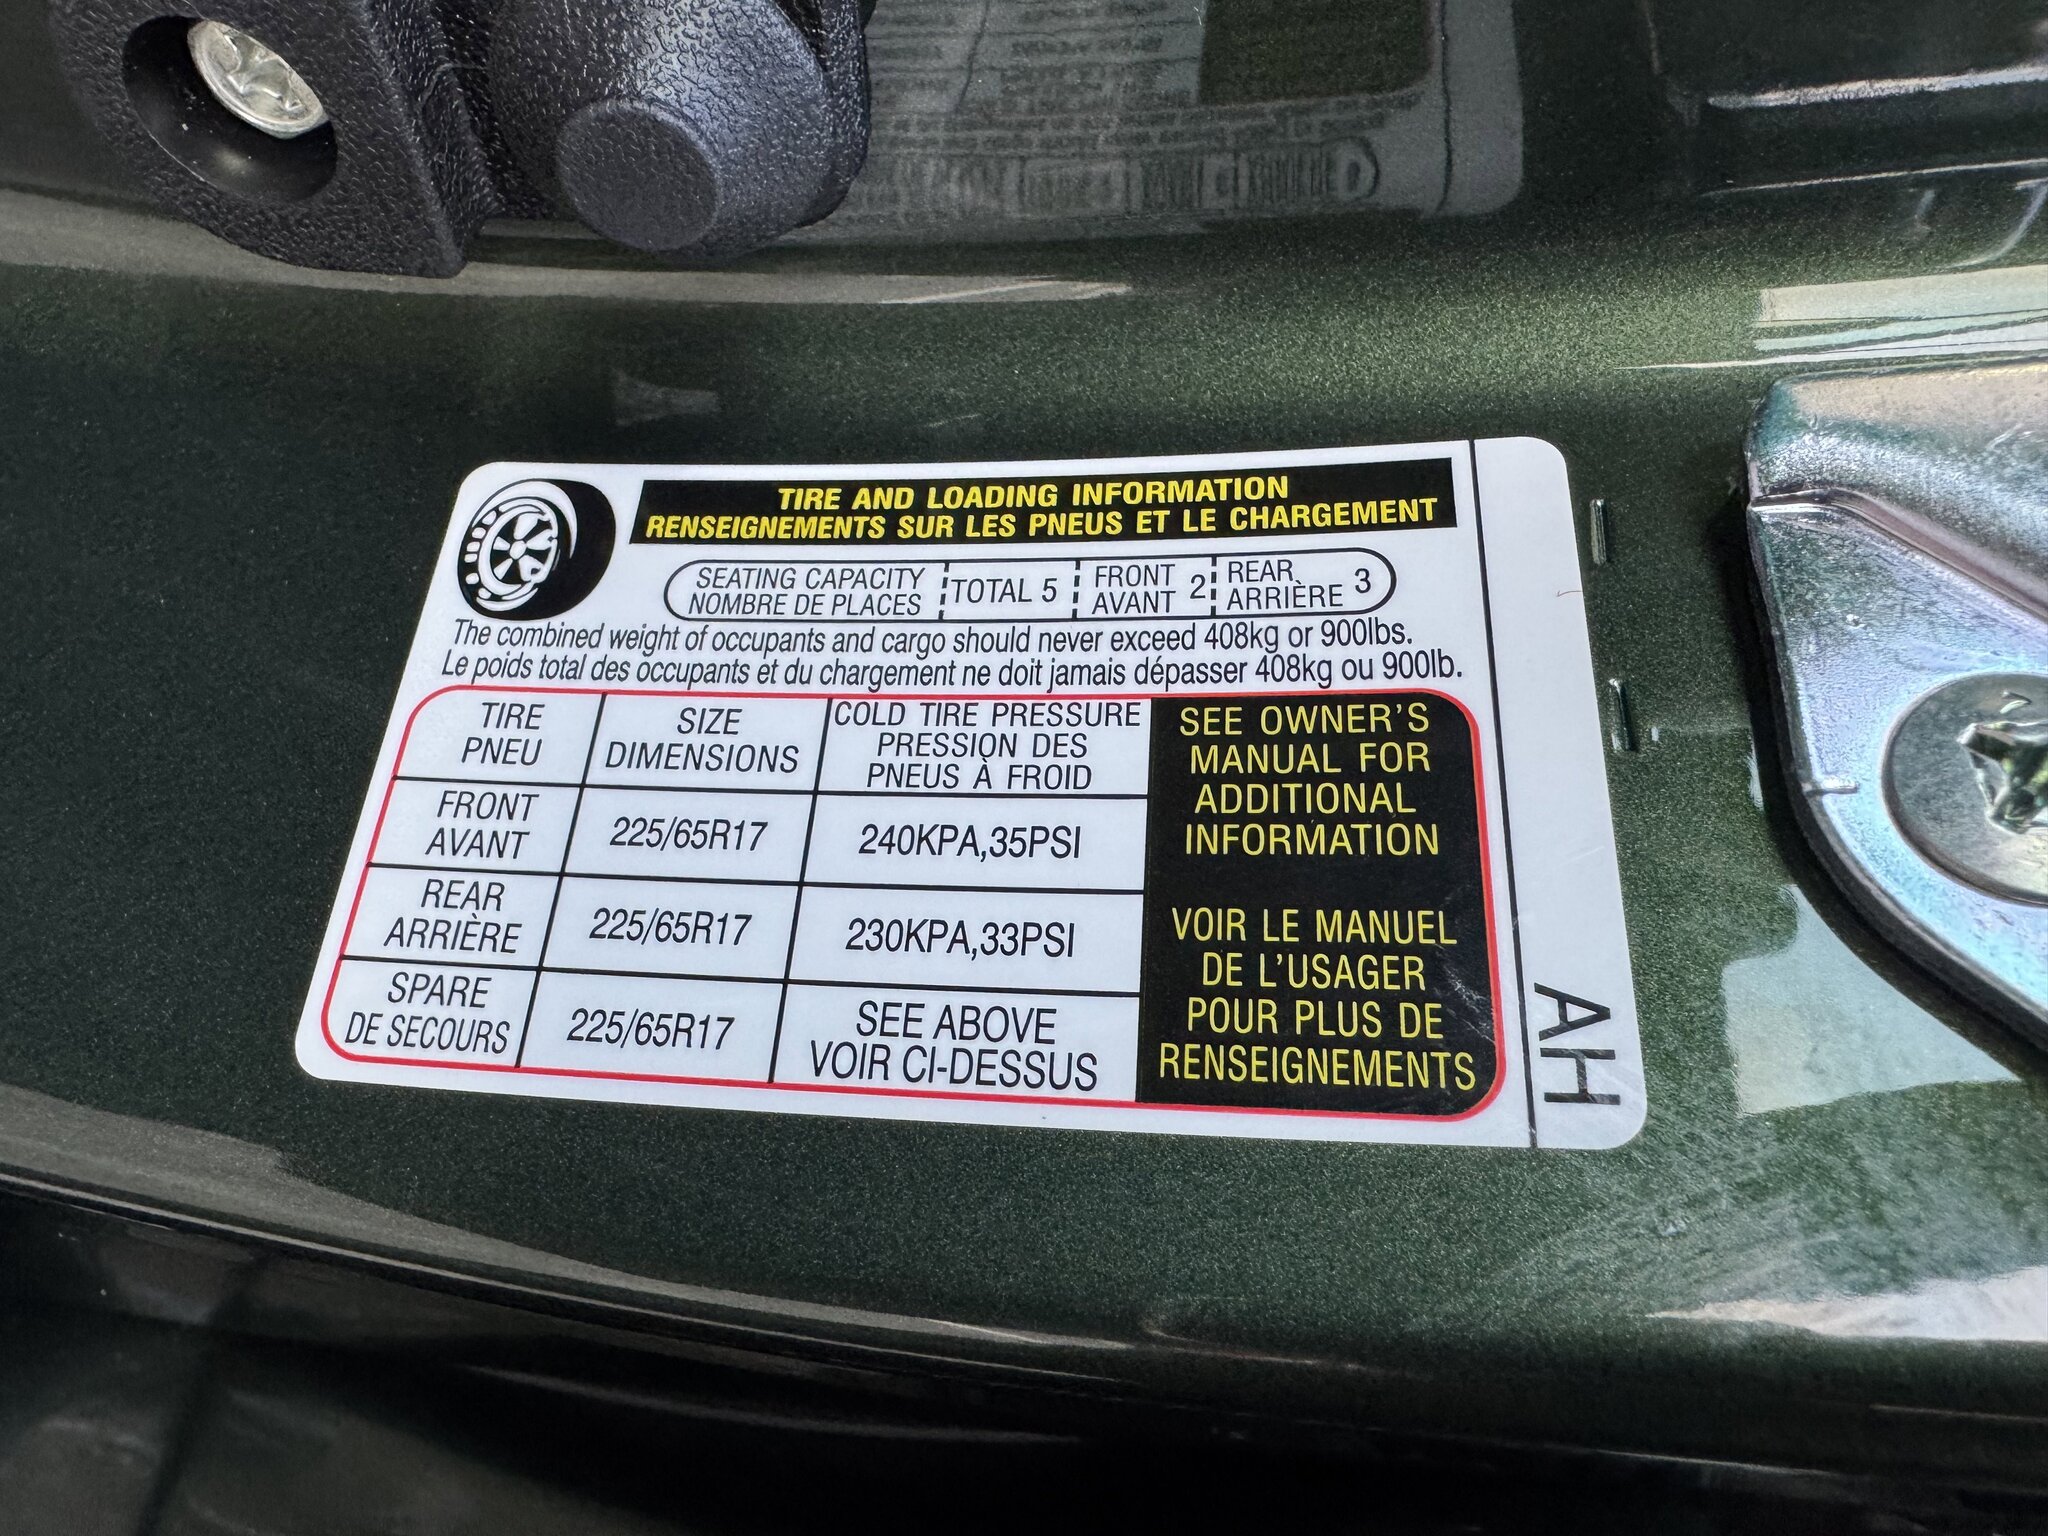 TIRE AND LOADING INFORMATION
RENSEIGNEMENTS SUR LES PNEUS ET LE CHARGEMENT
SEATING CAPACITY
NOMBRE DE PLACES
TOTAL 5
FRONT
AVANT
2
REAR
ARRIÈRE
3
The combined weight of occupants and cargo should never exceed 408kg or 900lbs.
Le poids total des occupants et du chargement ne doit jamais dépasser 408kg ou 900lb.
TIRE
PNEU
SIZE
DIMENSIONS
COLD TIRE PRESSURE
PRESSION DES
PNEUS À FROID
FRONT
AVANT
225/65R17
240KPA,35PSI
REAR
ARRIÈRE
225/65R17
230KPA,33PSI
SPARE
DE SECOURS
225/65R17
SEE ABOVE
VOIR CI-DESSUS
SEE OWNER'S
MANUAL FOR
ADDITIONAL
INFORMATION
VOIR LE MANUEL
DE L'USAGER
POUR PLUS DE
RENSEIGNEMENTS
AH